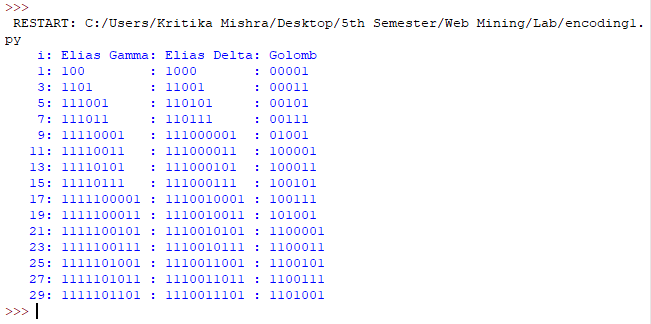 >>>
 RESTART: C:/Users/Kritika Mishra/Desktop/5th Semester/Web Mining/Lab/encoding1.
py
    i: Elias Gamma: Elias Delta: Golomb
    1: 100        : 1000       : 00001
    3: 1101       : 11001      : 00011
    5: 111001     : 110101     : 00101
    7: 111011     : 110111     : 00111
    9: 11110001   : 111000001  : 01001
   11: 11110011   : 111000011  : 100001
   13: 11110101   : 111000101  : 100011
   15: 11110111   : 111000111  : 100101
   17: 1111100001 : 1110010001 : 100111
   19: 1111100011 : 1110010011 : 101001
   21: 1111100101 : 1110010101 : 1100001
   23: 1111100111 : 1110010111 : 1100011
   25: 1111101001 : 1110011001 : 1100101
   27: 1111101011 : 1110011011 : 1100111
   29: 1111101101 : 1110011101 : 1101001
>>>